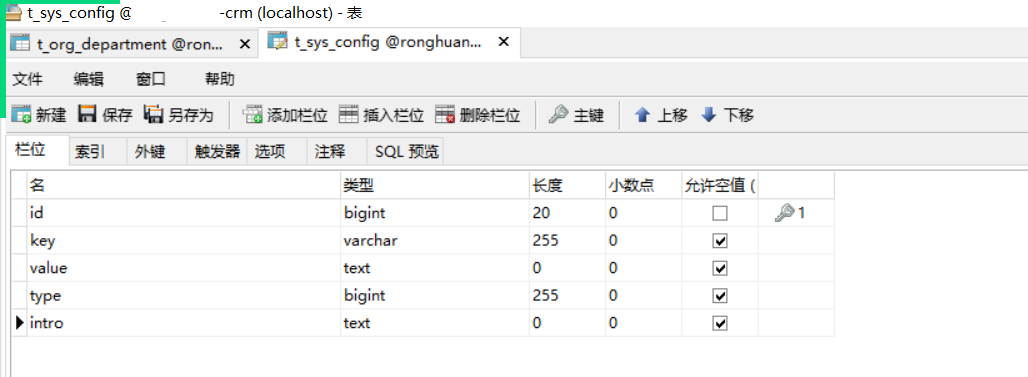 t_sys_config @ -crm (localhost) - 表
t_org_department @ron... × t_sys_config @ronghuan... ×
文件 编辑 窗口 帮助
新建 保存 另存为 添加栏位 插入栏位 删除栏位 主键 上移 下移
栏位 索引 外键 触发器 选项 注释 SQL 预览
名 类型 长度 小数点 允许空值 (
id bigint 20 0 1
key varchar 255 0
value text 0 0
type bigint 255 0
intro text 0 0